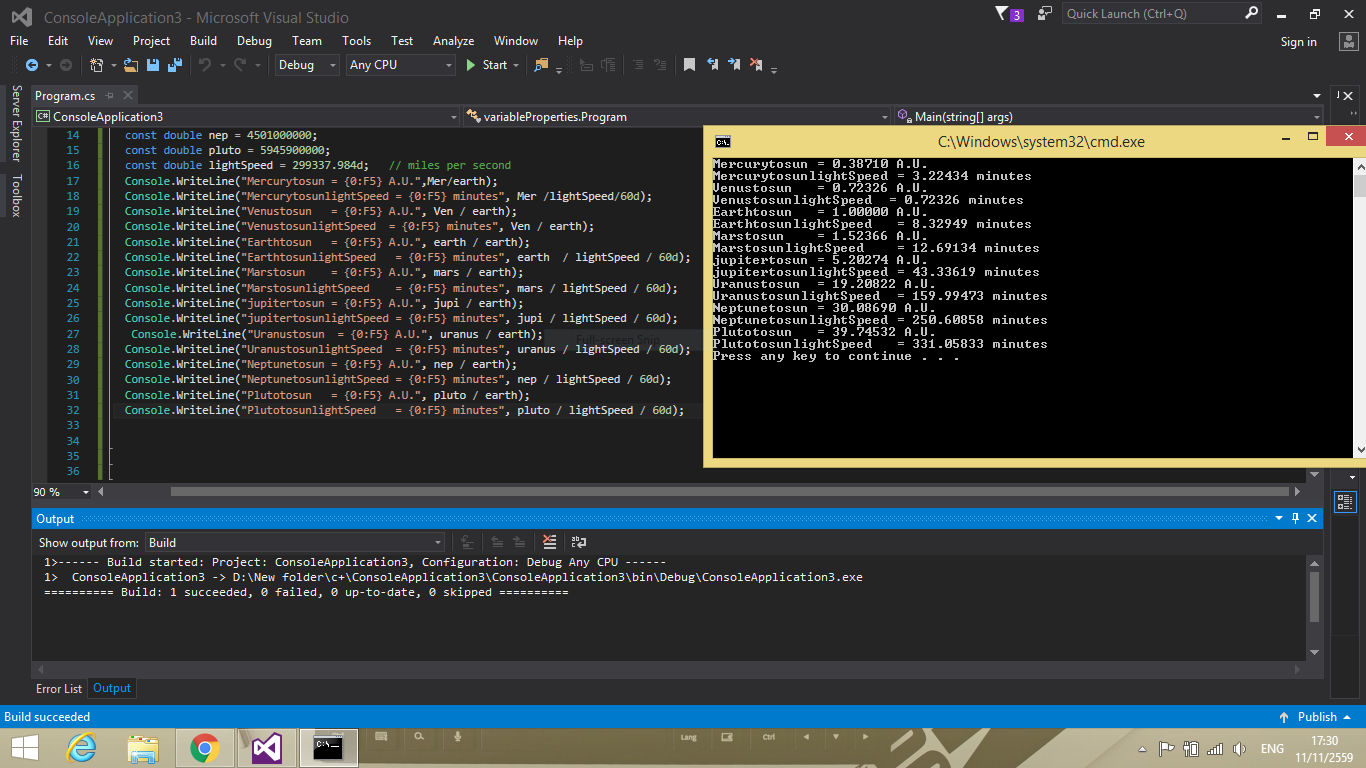 ConsoleApplication3 - Microsoft Visual Studio
3
Quick Launch (Ctrl+Q)
File Edit View Project Build Debug Team Tools Test Analyze Window Help
Sign in
Debug Any CPU Start
Server Explorer
Toolbox
Program.cs
ConsoleApplication3 variableProperties.Program Main(string[] args)
14 const double nep = 4501000000;
15 const double pluto = 5945900000;
16 const double lightSpeed = 299337.984d; // miles per second
17 Console.WriteLine("Mercurytosun = {0:F5} A.U.",Mer/earth);
18 Console.WriteLine("MercurytosunlightSpeed = {0:F5} minutes", Mer /lightSpeed/60d);
19 Console.WriteLine("Venustosun   = {0:F5} A.U.", Ven / earth);
20 Console.WriteLine("VenustosunlightSpeed  = {0:F5} minutes", Ven / earth);
21 Console.WriteLine("Earthtosun   = {0:F5} A.U.", earth / earth);
22 Console.WriteLine("EarthtosunlightSpeed   = {0:F5} minutes", earth  / lightSpeed / 60d);
23 Console.WriteLine("Marstosun    = {0:F5} A.U.", mars / earth);
24 Console.WriteLine("MarstosunlightSpeed    = {0:F5} minutes", mars / lightSpeed / 60d);
25 Console.WriteLine("jupitertosun = {0:F5} A.U.", jupi / earth);
26 Console.WriteLine("jupitertosunlightSpeed = {0:F5} minutes", jupi / lightSpeed / 60d);
27 Console.WriteLine("Uranustosun  = {0:F5} A.U.", uranus / earth);
28 Console.WriteLine("UranustosunlightSpeed  = {0:F5} minutes", uranus / lightSpeed / 60d);
29 Console.WriteLine("Neptunetosun = {0:F5} A.U.", nep / earth);
30 Console.WriteLine("NeptunetosunlightSpeed = {0:F5} minutes", nep / lightSpeed / 60d);
31 Console.WriteLine("Plutotosun   = {0:F5} A.U.", pluto / earth);
32 Console.WriteLine("PlutotosunlightSpeed   = {0:F5} minutes", pluto / lightSpeed / 60d);
33
34
35
36
Full-screen Snip
90 %
C:\Windows\system32\cmd.exe
Mercurytosun = 0.38710 A.U.
MercurytosunlightSpeed = 3.22434 minutes
Venustosun   = 0.72326 A.U.
VenustosunlightSpeed  = 0.72326 minutes
Earthtosun   = 1.00000 A.U.
EarthtosunlightSpeed   = 8.32949 minutes
Marstosun    = 1.52366 A.U.
MarstosunlightSpeed    = 12.69134 minutes
jupitertosun = 5.20274 A.U.
jupitertosunlightSpeed = 43.33619 minutes
Uranustosun  = 19.20822 A.U.
UranustosunlightSpeed  = 159.99473 minutes
Neptunetosun = 30.08690 A.U.
NeptunetosunlightSpeed = 250.60858 minutes
Plutotosun   = 39.74532 A.U.
PlutotosunlightSpeed   = 331.05833 minutes
Press any key to continue . . .
Output
Show output from: Build
1>------ Build started: Project: ConsoleApplication3, Configuration: Debug Any CPU ------
1>  ConsoleApplication3 -> D:\New folder\c+\ConsoleApplication3\ConsoleApplication3\bin\Debug\ConsoleApplication3.exe
========== Build: 1 succeeded, 0 failed, 0 up-to-date, 0 skipped ==========
Error List Output
Build succeeded
Publish
Lang Ctrl
ENG
17:30
11/11/2559